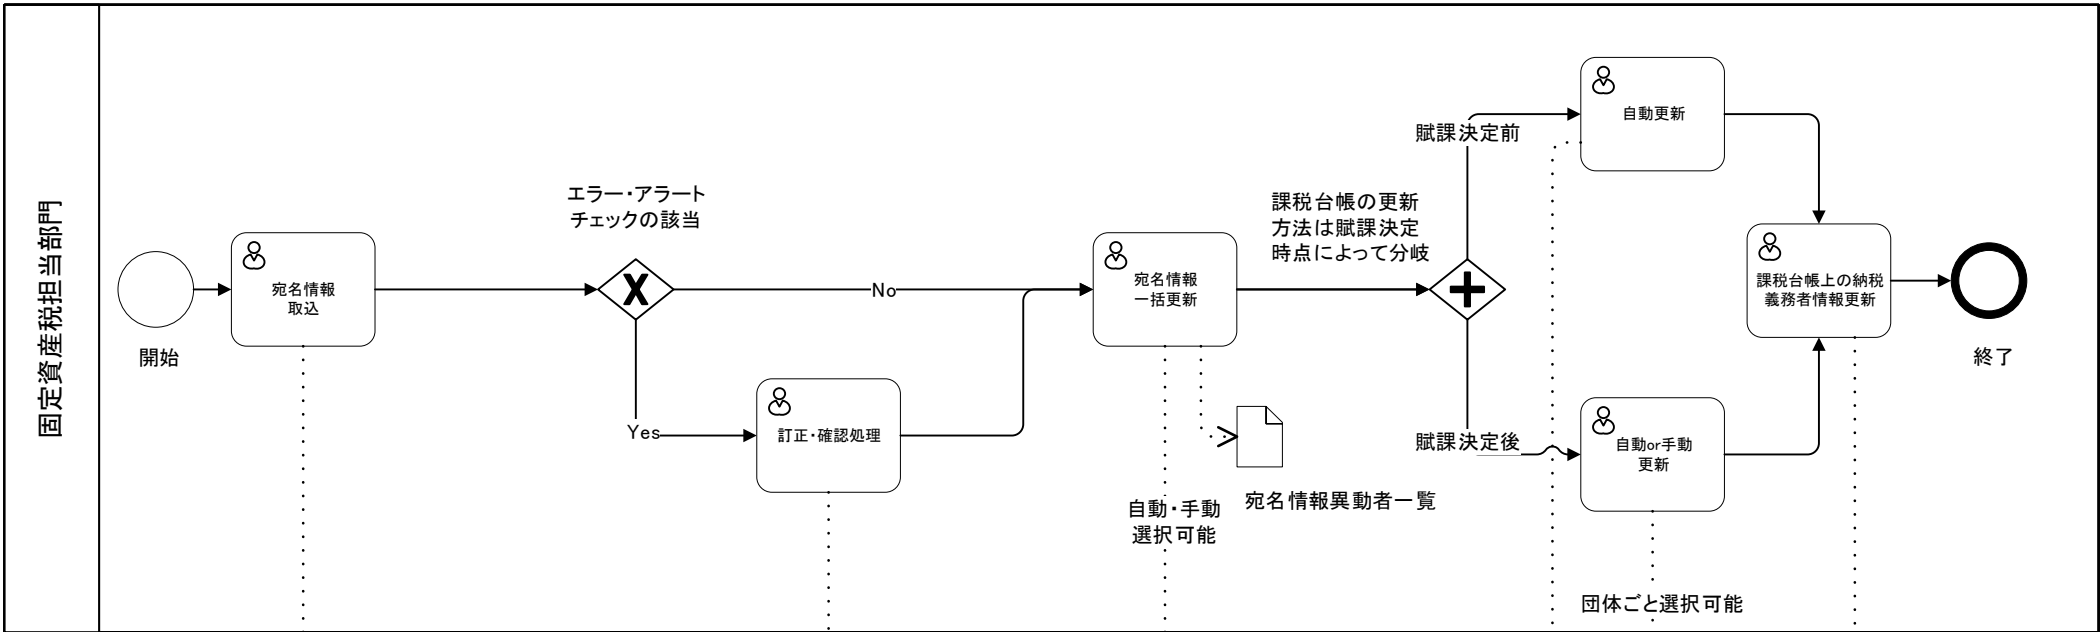 固定資産税担当部門
開始
宛名情報
取込
エラー・アラート
チェックの該当
No
Yes
訂正・確認処理
宛名情報
一括更新
自動・手動
選択可能
宛名情報異動者一覧
課税台帳の更新
方法は賦課決定
時点によって分岐
賦課決定前
賦課決定後
自動更新
自動or手動
更新
団体ごと選択可能
課税台帳上の納税
義務者情報更新
終了